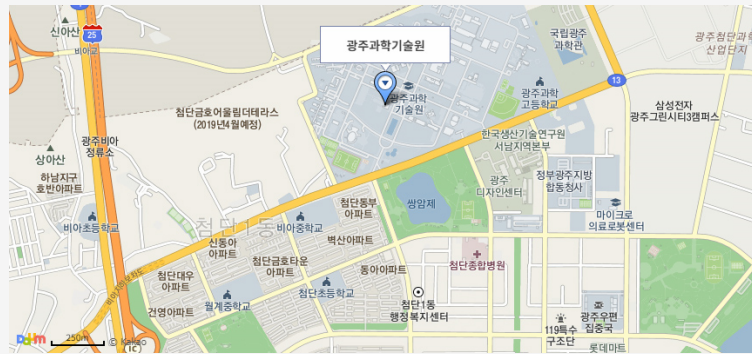 신아산
비아교
25
광주과학기술원
국립광주
과학관
광주첨단과학
산업단지
13
광주과학
기술원
광주과학
고등학교
첨단금호어울림더테라스
(2019년4월예정)
삼성전자
광주그린시티3캠퍼스
한국생산기술연구원
서남지역본부
광주비아
정류소
상아산
하남지구
호반아파트
광주
디자인센터
정부광주지방
합동청사
쌍암제
첨단동부
아파트
비아중학교
첨단1동
비아초등학교
마이크로
의료로봇센터
신동아
아파트
벽산아파트
첨단금호타운
아파트
동아아파트
첨단종합병원
첨단대우
아파트
월계중학교
첨단초등학교
건영아파트
첨단1동
행정복지센터
119특수
구조단
광주우편
집중국
롯데마트
Daum
250m
© Kakao
(IC)